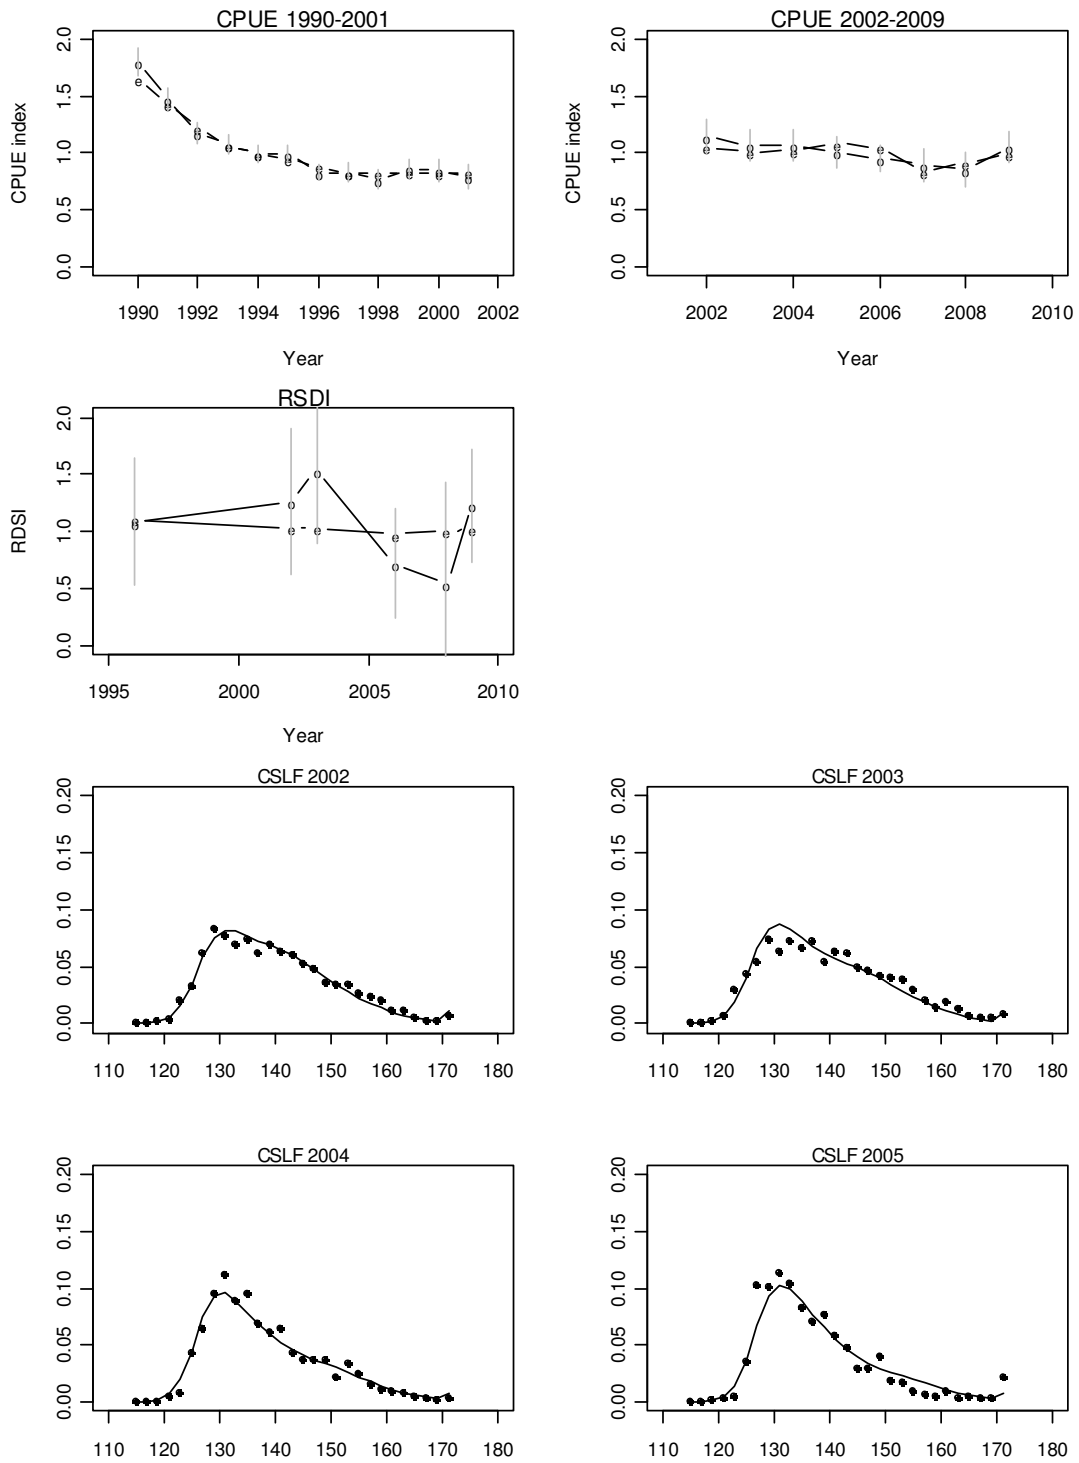 CPUE 1990-2001
CPUE index
0.0 0.5 1.0 1.5 2.0
1990 1992 1994 1996 1998 2000 2002
Year
CPUE 2002-2009
CPUE index
0.0 0.5 1.0 1.5 2.0
2002 2004 2006 2008 2010
Year
RSDI
RDSI
0.0 0.5 1.0 1.5 2.0
1995 2000 2005 2010
Year
CSLF 2002
0.00 0.05 0.10 0.15 0.20
110 120 130 140 150 160 170 180
CSLF 2003
0.00 0.05 0.10 0.15 0.20
110 120 130 140 150 160 170 180
CSLF 2004
0.00 0.05 0.10 0.15 0.20
110 120 130 140 150 160 170 180
CSLF 2005
0.00 0.05 0.10 0.15 0.20
110 120 130 140 150 160 170 180